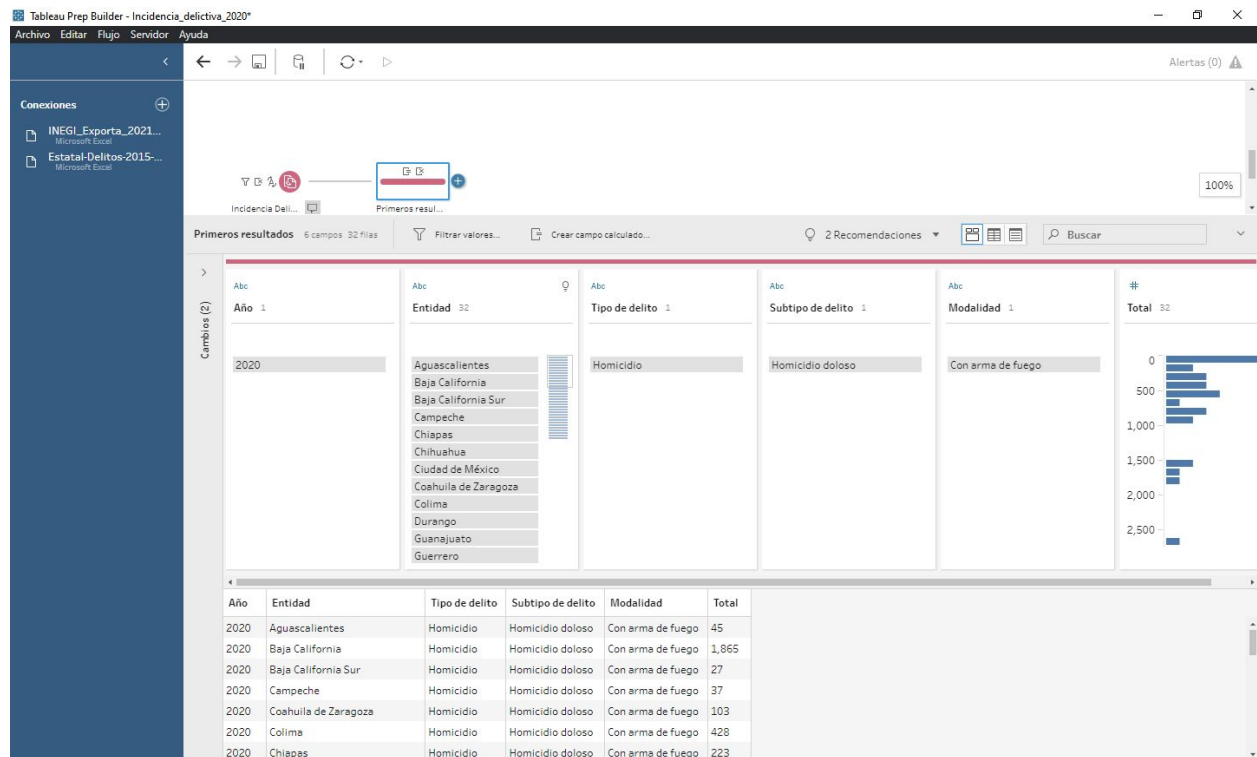 Tableau Prep Builder - Incidencia_delictiva_2020*
Archivo Editar Flujo Servidor Ayuda
Alertas (0)
Conexiones
INEGI_Exporta_2021...
Microsoft Excel
Estatal-Delitos-2015-...
Microsoft Excel
100%
Incidencia Deli...
Primeros resul...
Primeros resultados 6 campos 32 filas Filtrar valores... Crear campo calculado... 2 Recomendaciones Buscar
Cambios (2)
Abc
Año 1
2020
Abc
Entidad 32
Aguascalientes
Baja California
Baja California Sur
Campeche
Chiapas
Chihuahua
Ciudad de México
Coahuila de Zaragoza
Colima
Durango
Guanajuato
Guerrero
Abc
Tipo de delito 1
Homicidio
Abc
Subtipo de delito 1
Homicidio doloso
Abc
Modalidad 1
Con arma de fuego
#
Total 32
0
500
1,000
1,500
2,000
2,500
Año Entidad Tipo de delito Subtipo de delito Modalidad Total
2020 Aguascalientes Homicidio Homicidio doloso Con arma de fuego 45
2020 Baja California Homicidio Homicidio doloso Con arma de fuego 1,865
2020 Baja California Sur Homicidio Homicidio doloso Con arma de fuego 27
2020 Campeche Homicidio Homicidio doloso Con arma de fuego 37
2020 Coahuila de Zaragoza Homicidio Homicidio doloso Con arma de fuego 103
2020 Colima Homicidio Homicidio doloso Con arma de fuego 428
2020 Chiapas Homicidio Homicidio doloso Con arma de fuego 223